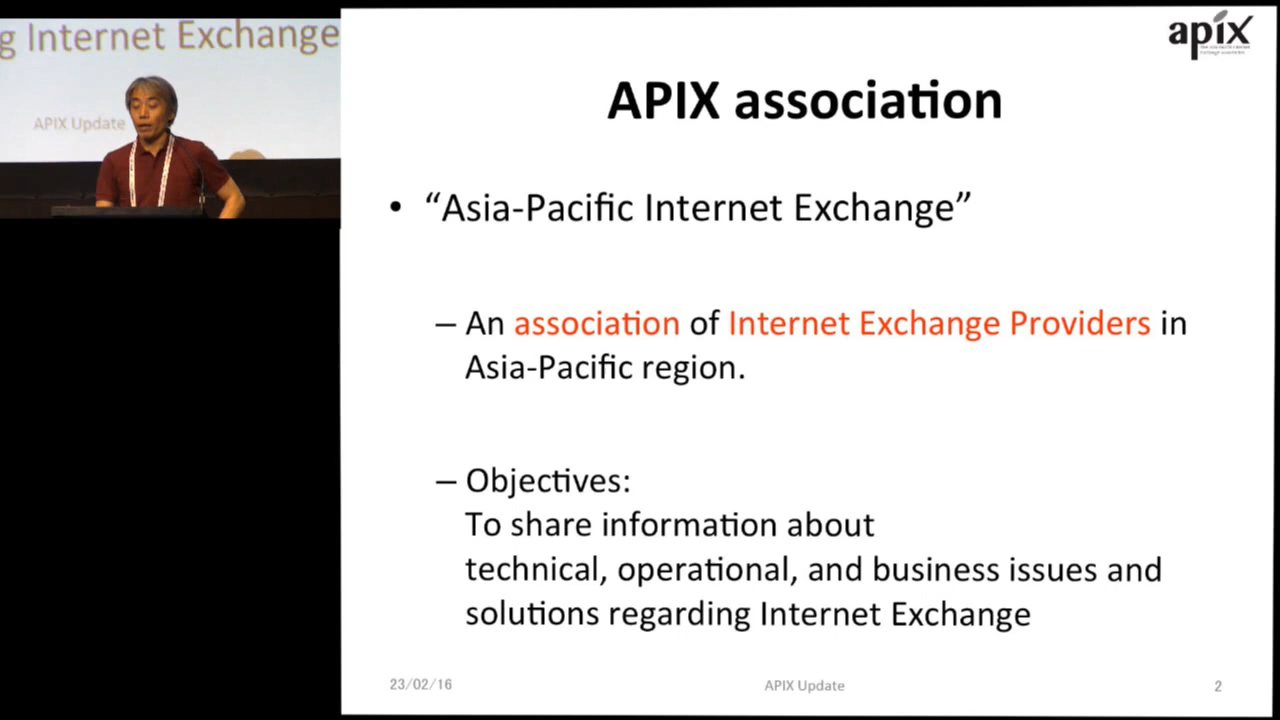 g Internet Exchange
APIX Update
apix
APIX association
• “Asia-Pacific Internet Exchange”
– An association of Internet Exchange Providers in
Asia-Pacific region.
– Objectives:
To share information about
technical, operational, and business issues and
solutions regarding Internet Exchange
23/02/16
APIX Update
2